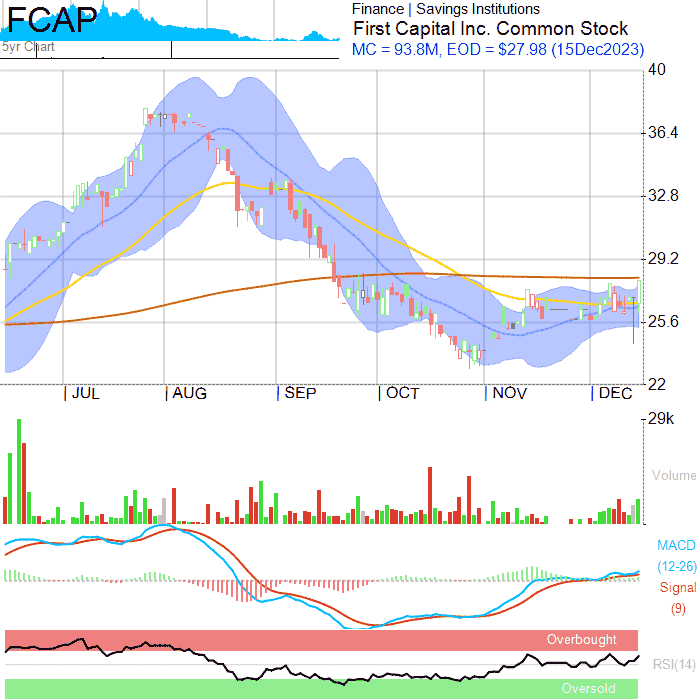 FCAP
5yr Chart
Finance | Savings Institutions
First Capital Inc. Common Stock
MC = 93.8M, EOD = $27.98 (15Dec2023)
40
36.4
32.8
29.2
25.6
22
JUL AUG SEP OCT NOV DEC
29k
Volume
MACD
(12-26)
Signal
(9)
Overbought
RSI(14)
Oversold